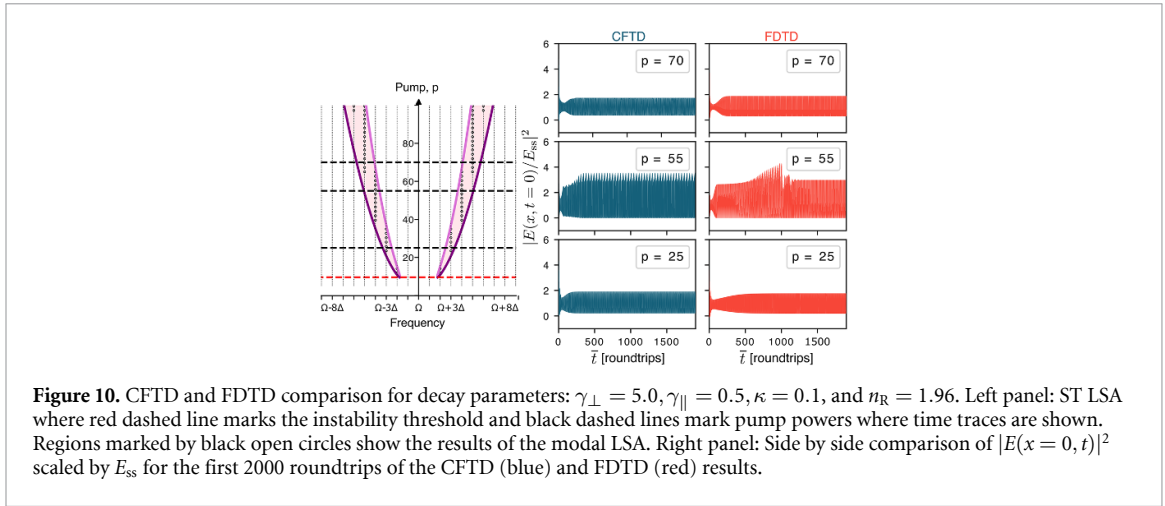 CFTD
FDTD
6
4
2
0
p = 70
p = 70
Pump, p
80
60
40
20
Ω-8Δ
Ω-3Δ
Ω
Ω+3Δ
Ω+8Δ
Frequency
|E(x, t = 0)/E_ss|²
6
4
2
0
p = 55
p = 55
6
4
2
0
p = 25
p = 25
0
500
1000
1500
0
500
1000
1500
t̄ [roundtrips]
t̄ [roundtrips]
Figure 10. CFTD and FDTD comparison for decay parameters: γ⊥ = 5.0, γ∥ = 0.5, κ = 0.1, and n_R = 1.96. Left panel: ST LSA
where red dashed line marks the instability threshold and black dashed lines mark pump powers where time traces are shown.
Regions marked by black open circles show the results of the modal LSA. Right panel: Side by side comparison of |E(x = 0, t)|²
scaled by E_ss for the first 2000 roundtrips of the CFTD (blue) and FDTD (red) results.